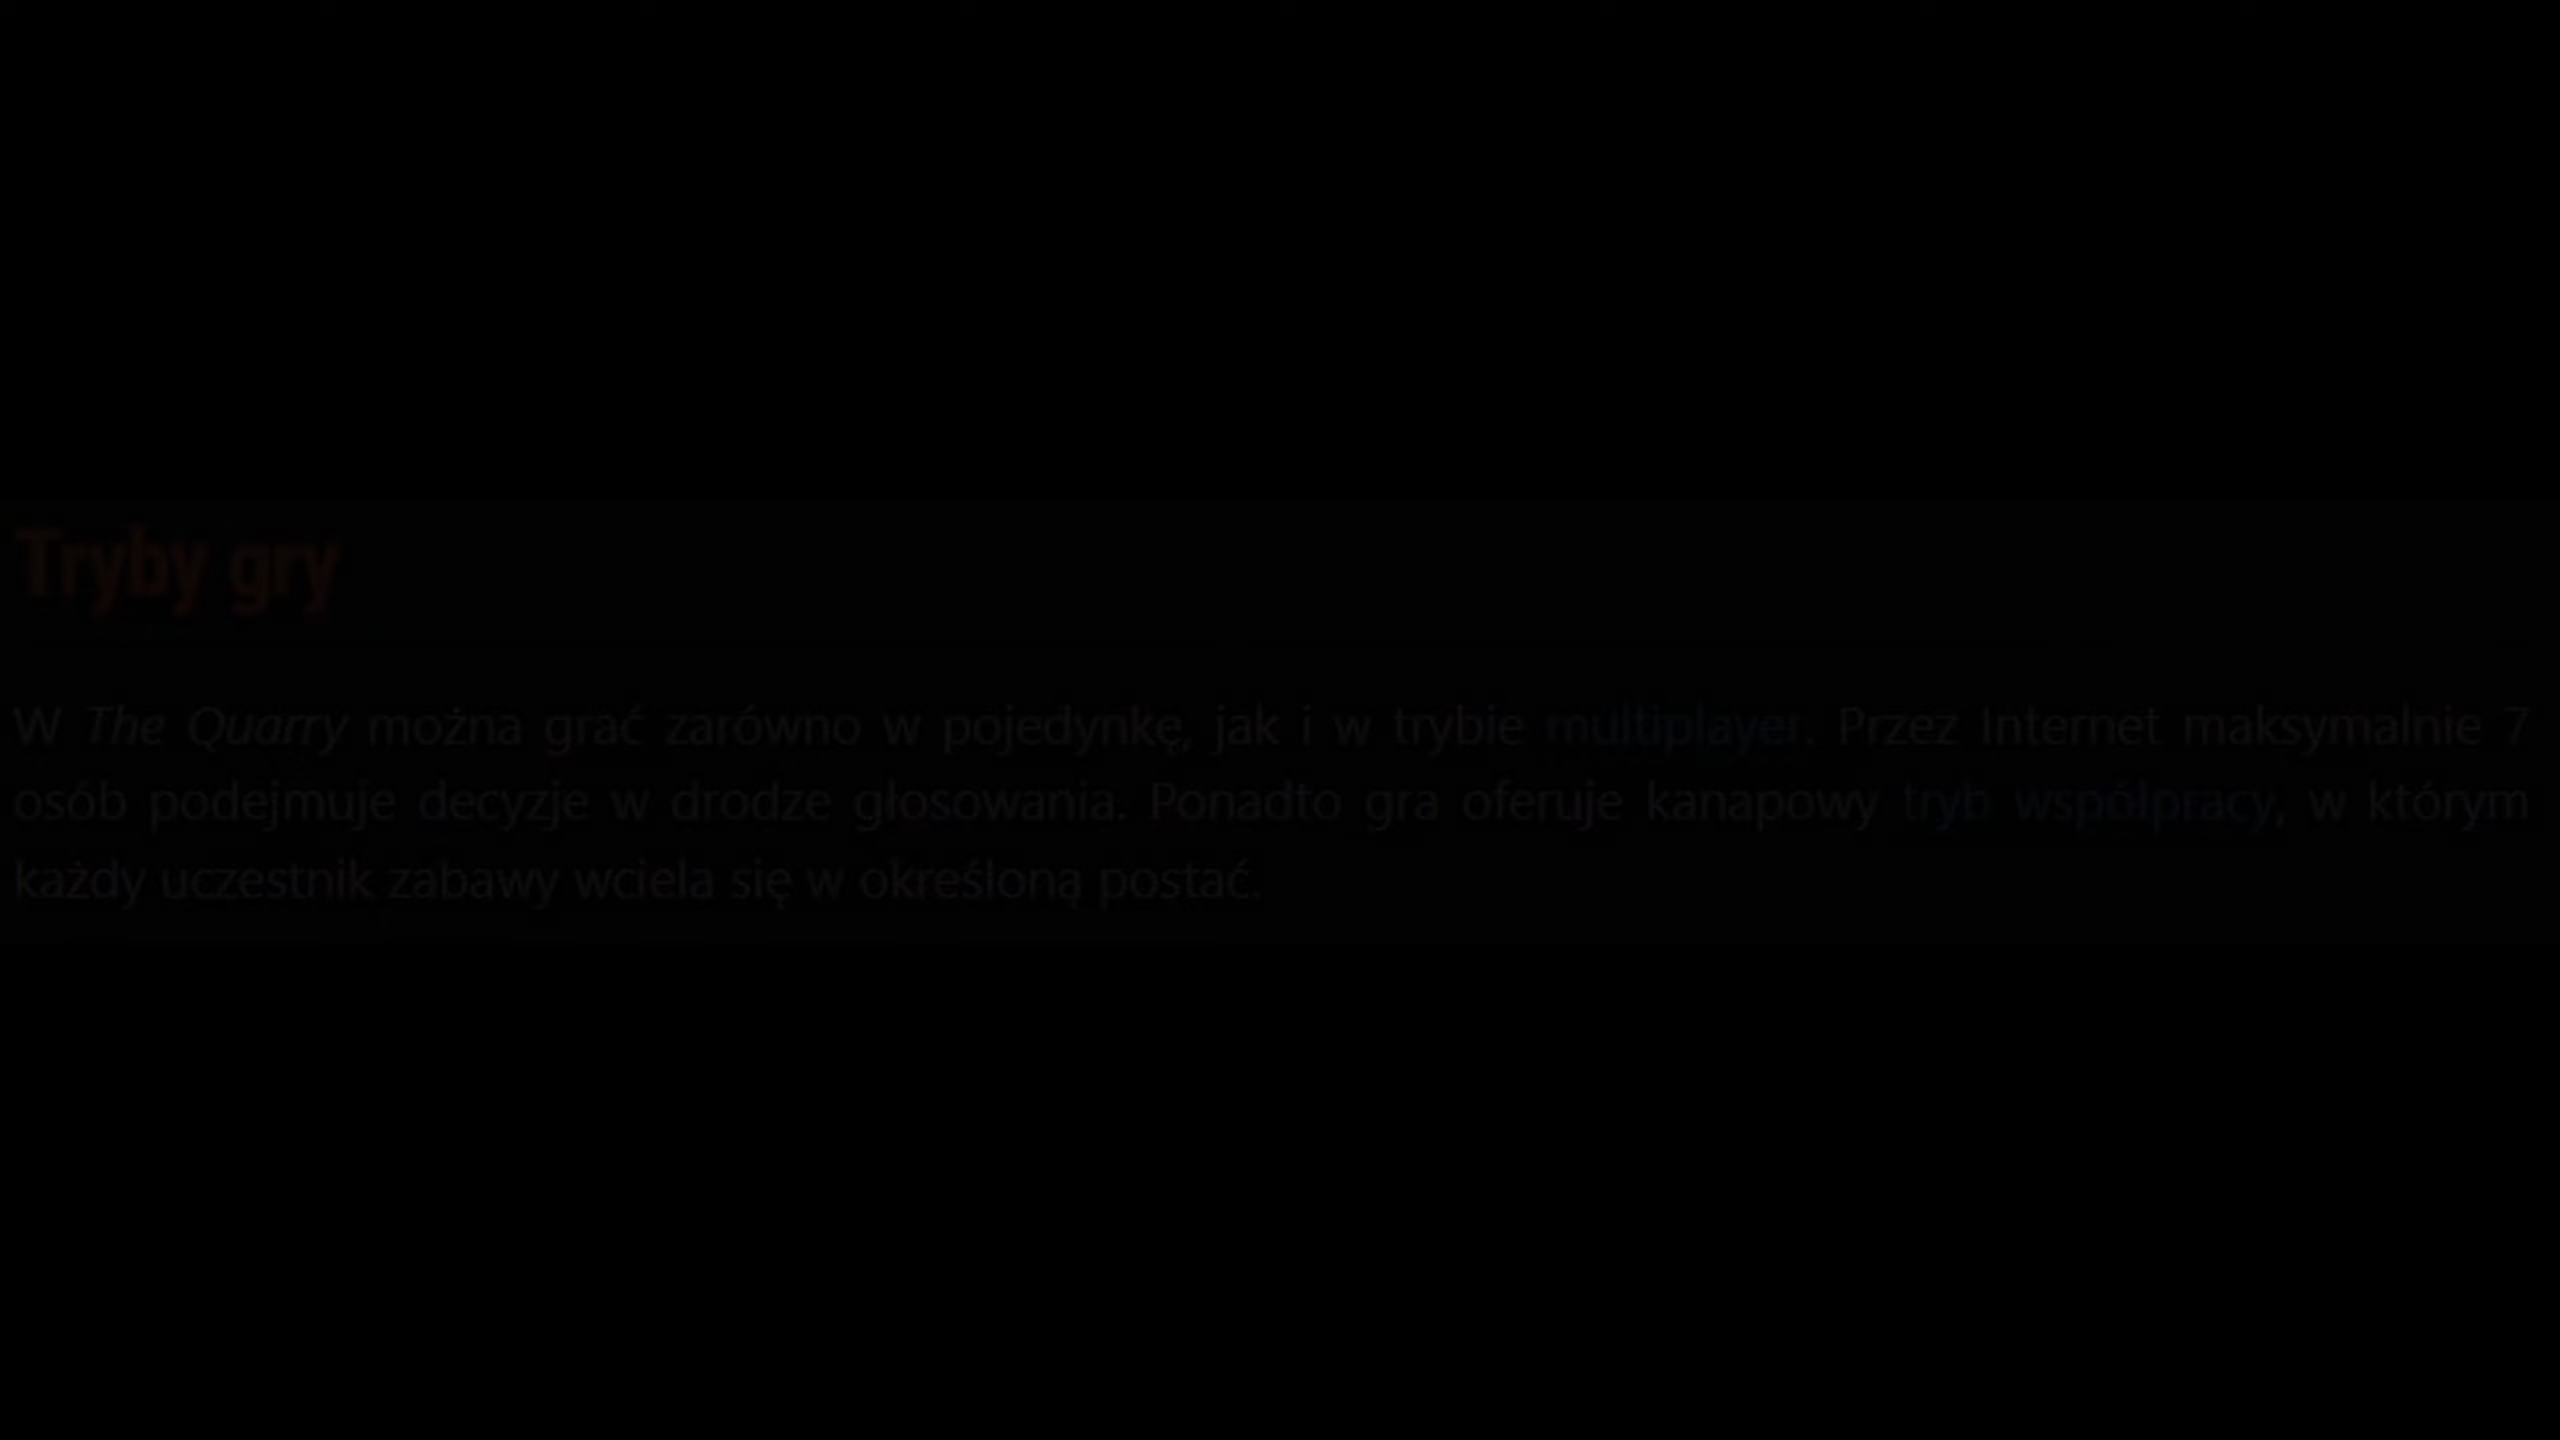 Tryby gry
W The Quarry można grać zarówno w pojedynkę, jak i w trybie multiplayer. Przez Internet maksymalnie 7
osób podejmuje decyzje w drodze głosowania. Ponadto gra oferuje kanapowy tryb współpracy, w którym
każdy uczestnik zabawy wciela się w określoną postać.